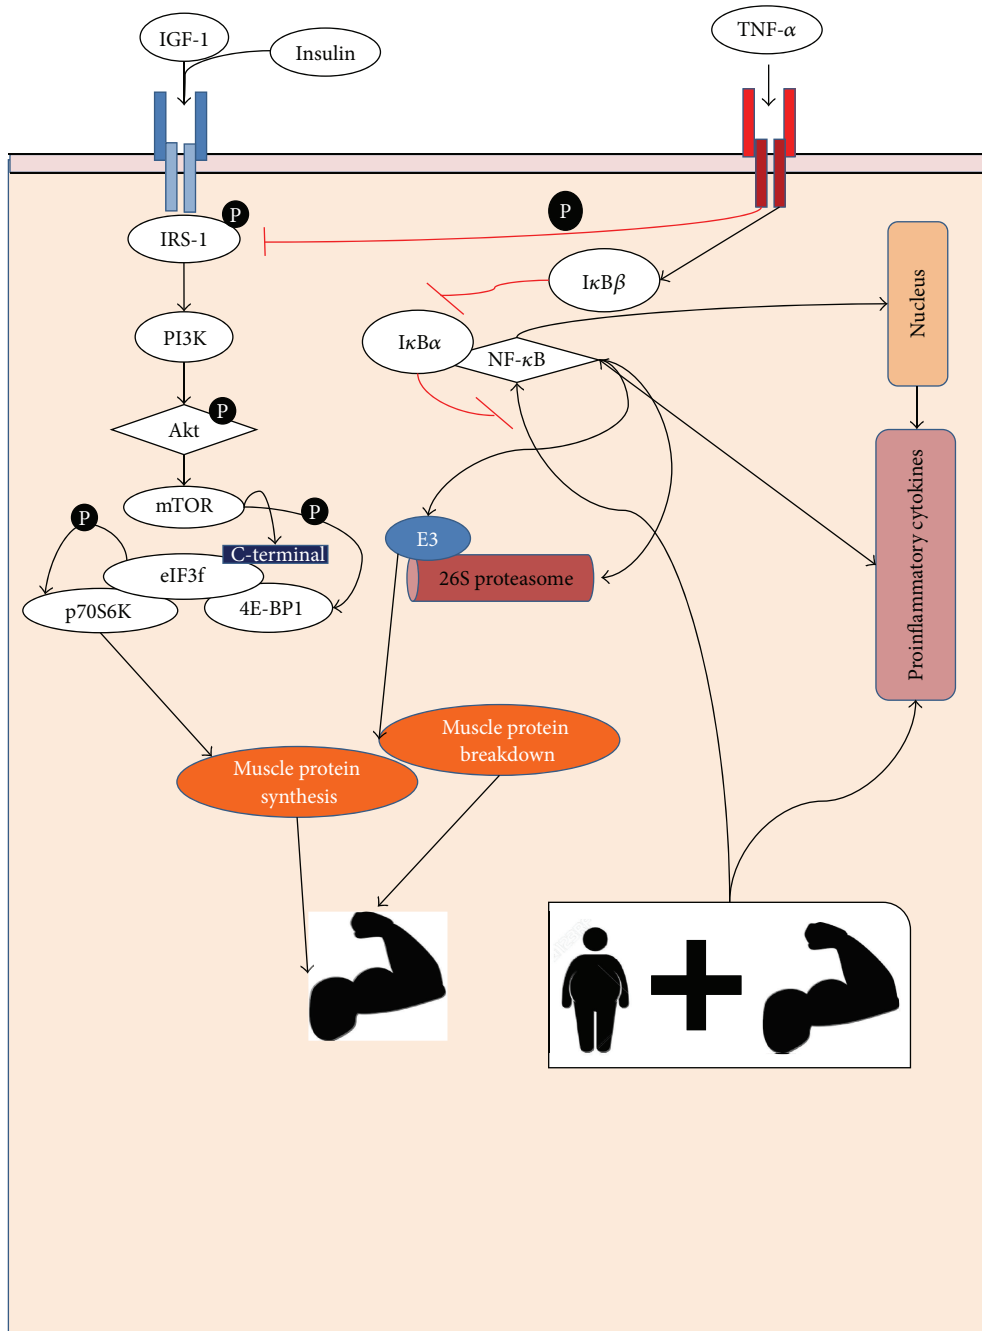 IGF-1
Insulin
TNF-α
P
IRS-1
P
IκBβ
PI3K
IκBα
NF-κB
Nucleus
P
Akt
mTOR
P
P
C-terminal
eIF3f
p70S6K
4E-BP1
E3
26S proteasome
Proinflammatory cytokines
Muscle protein
breakdown
Muscle protein
synthesis